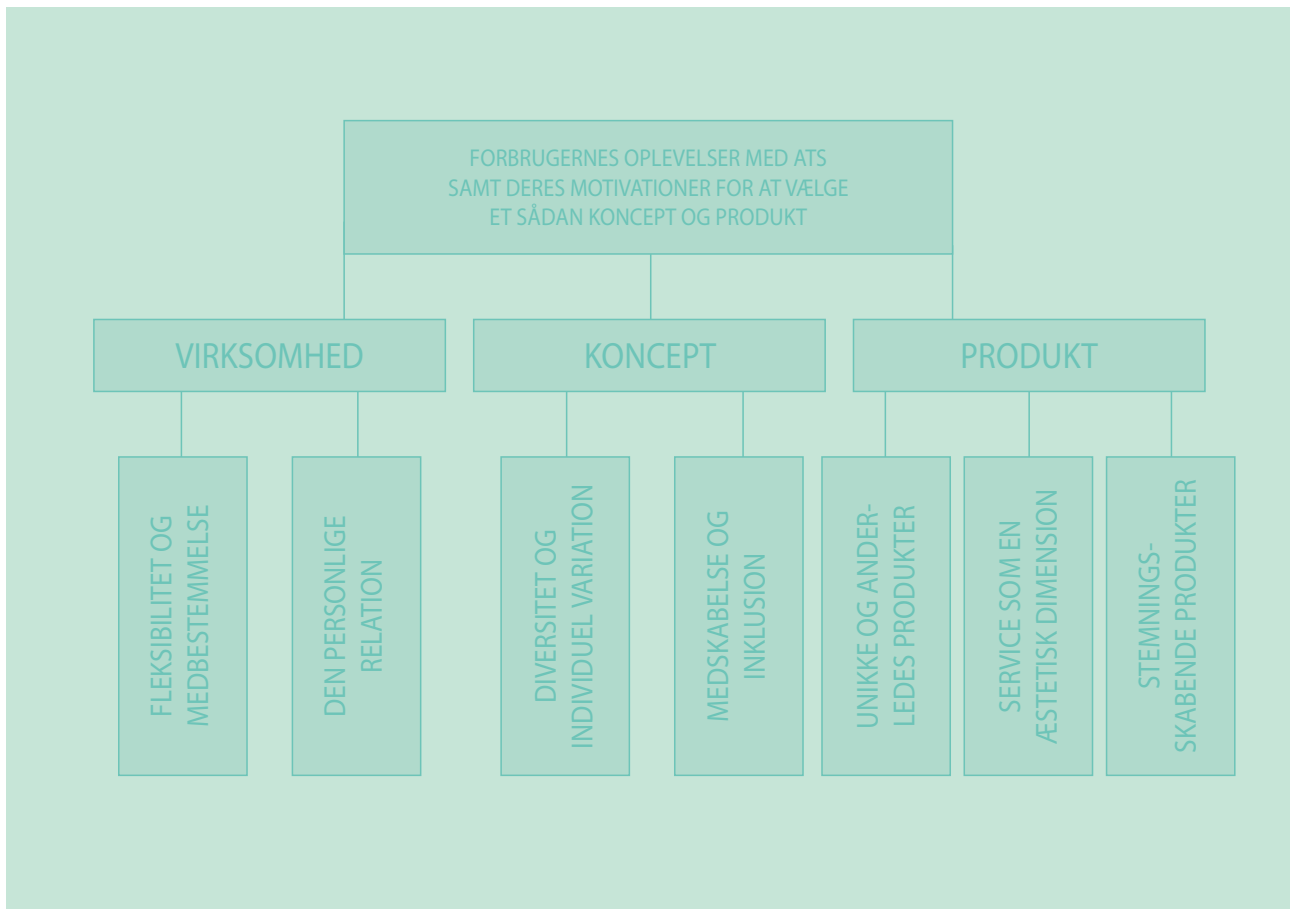 FORBRUGERNES OPLEVELSER MED ATS
SAMT DERES MOTIVATIONER FOR AT VÆLGE
ET SÅDAN KONCEPT OG PRODUKT
VIRKSOMHED
KONCEPT
PRODUKT
FLEKSIBILITET OG
MEDBESTEMMELSE
DEN PERSONLIGE
RELATION
DIVERSITET OG
INDIVIDUEL VARIATION
MEDSKABELSE OG
INKLUSION
UNIKKE OG ANDER-
LEDES PRODUKTER
SERVICE SOM EN
ÆSTETISK DIMENSION
STEMNINGS-
SKABENDE PRODUKTER